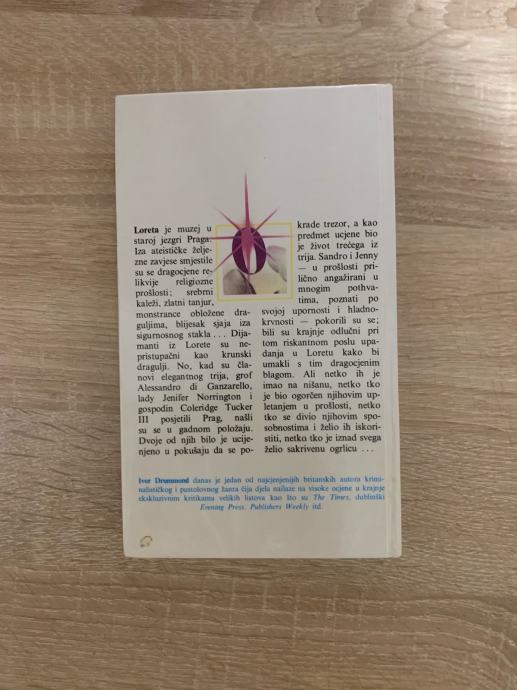 Loreta je muzej u
staroj jezgri Praga.
Iza ateističke želje-
zne zavjese smjestile
su se dragocjene re-
likvije religiozne
prošlosti; srebrni
kaleži, zlatni tanjur,
monstrance obložene dra-
guljima, blijesak sjaja iza
sigurnosnog stakla... Dija-
manti iz Lorete su ne-
pristupačni kao krunski
dragulji. No, kad su čla-
novi elegantnog trija, grof
Alessandro di Ganzarello,
lady Jenifer Norrington i
gospodin Coleridge Tucker
III posjetili Prag, našli
su se u gadnom položaju.
Dvoje od njih bilo je ucije-
njeno u pokušaju da se po-
krade trezor, a kao
predmet ucjene bio
je život trećega iz
trija. Sandro i Jenny
— u prošlosti pri-
lično angažirani u
mnogim pothva-
tima, poznati po
svojoj upornosti i hladno-
krvnosti — pokorili su se;
bili su krajnje odlučni pri
tom riskantnom poslu upa-
danja u Loretu kako bi
umakli s tim dragocjenim
blagom. Ali netko ih je
imao na nišanu, netko tko
je bio ogorčen njihovim up-
letanjem u prošlosti, netko
tko se divio njihovim spo-
sobnostima i želio ih iskori-
stiti, netko tko je iznad svega
želio sakrivenu ogrlicu ...
Ivor Drummond danas je jedan od najcjenjenijih britanskih autora krimi-
nalističkog i pustolovnog žanra čija djela nailaze na visoke ocjene u krajnje
ekskluzivnim kritikama velikih listova kao što su The Times, dublinški
Evening Press, Publishers Weekly itd.